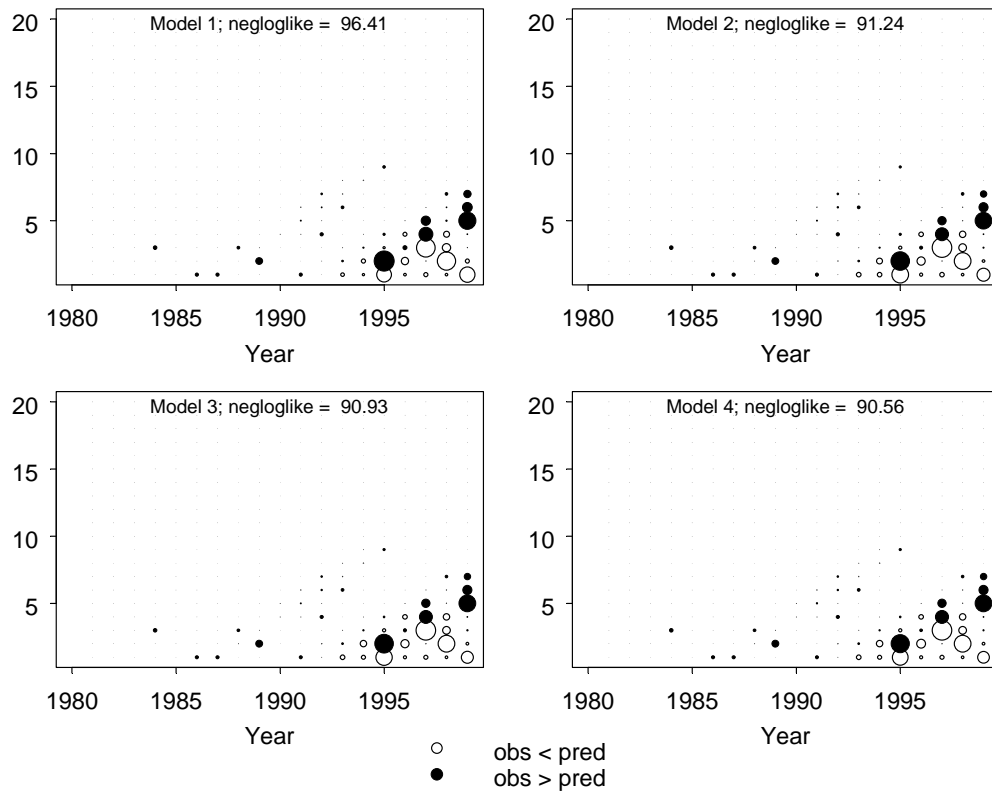 Model 1; negloglike = 96.41
20
15
10
5
1980 1985 1990 1995
Year
Model 2; negloglike = 91.24
20
15
10
5
1980 1985 1990 1995
Year
Model 3; negloglike = 90.93
20
15
10
5
1980 1985 1990 1995
Year
Model 4; negloglike = 90.56
20
15
10
5
1980 1985 1990 1995
Year
obs < pred
obs > pred